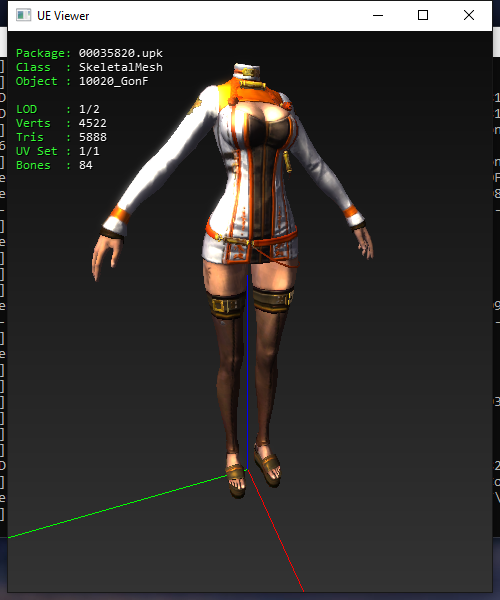 UE Viewer
Package: 00035820.upk
Class : SkeletalMesh
Object : 10020_GonF
LOD : 1/2
Verts : 4522
Tris : 5888
UV Set : 1/1
Bones : 84